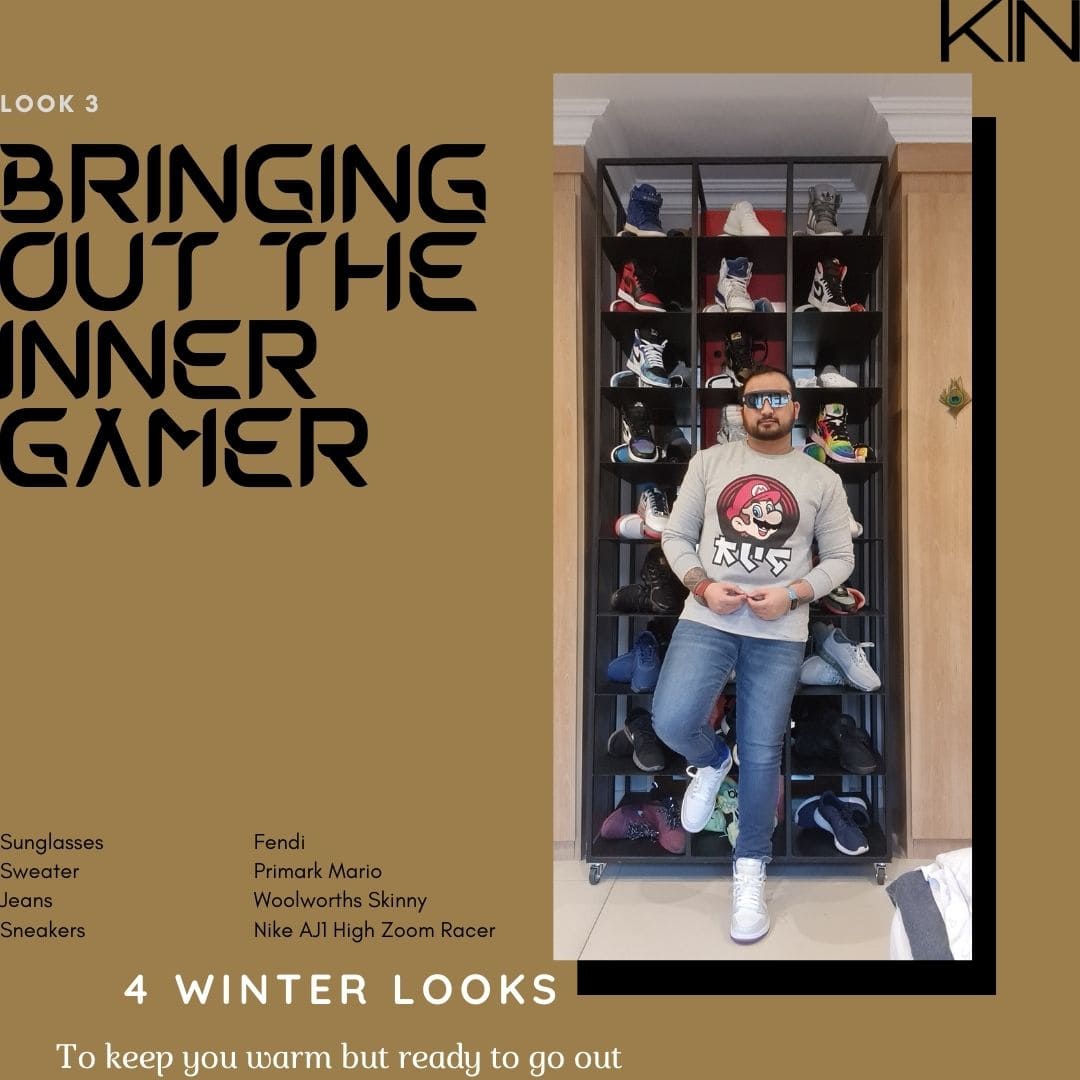 KIN
LOOK 3
BRINGING
OUT THE
INNER
GAMER
Sunglasses Fendi
Sweater Primark Mario
Jeans Woolworths Skinny
Sneakers Nike AJ1 High Zoom Racer
4 WINTER LOOKS
To keep you warm but ready to go out